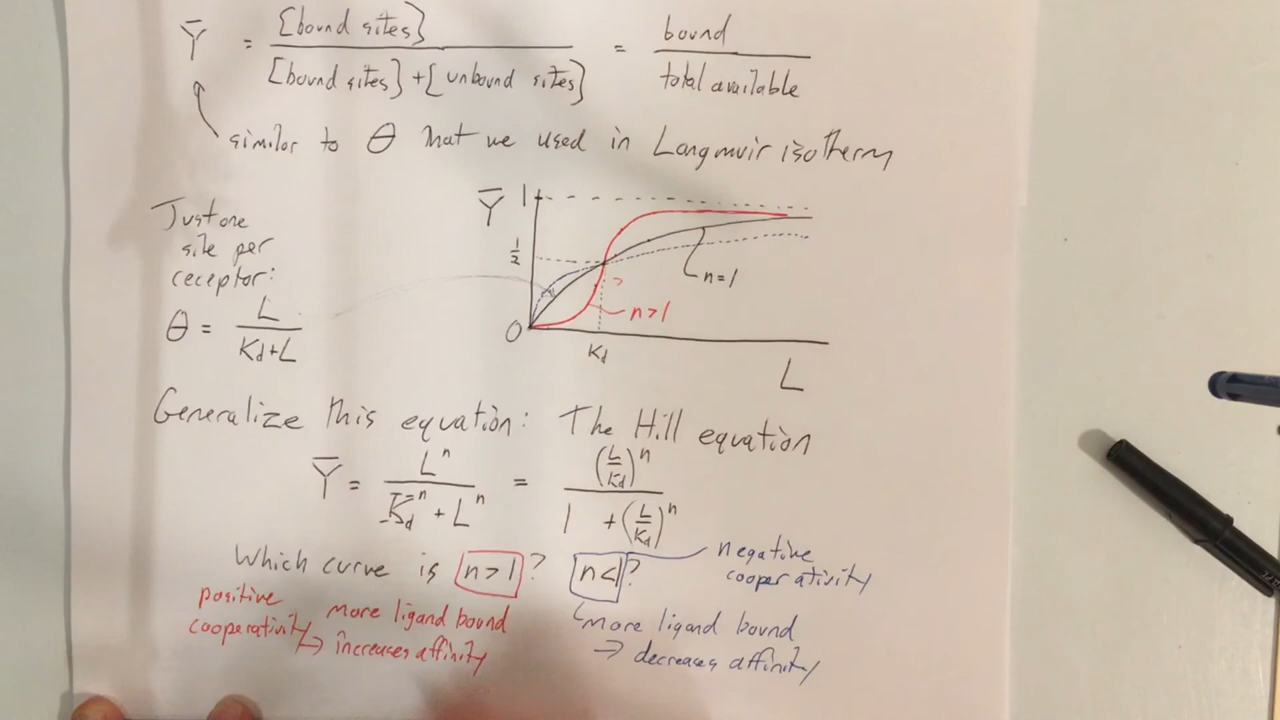 Ȳ = [bound sites] / [bound sites] + [unbound sites] = bound / total available
similar to θ that we used in Langmuir isotherm
Just one
site per
receptor:
θ = L / Kd+L
Ȳ
1
1/2
0
Kd
L
n=1
n>1
Generalize this equation: The Hill equation
Ȳ = L^n / Kd^n + L^n = (L/Kd)^n / 1 + (L/Kd)^n
Which curve is n>1? n<1?
negative
cooperativity
positive
cooperativity
more ligand bound
→ increases affinity
more ligand bound
→ decreases affinity